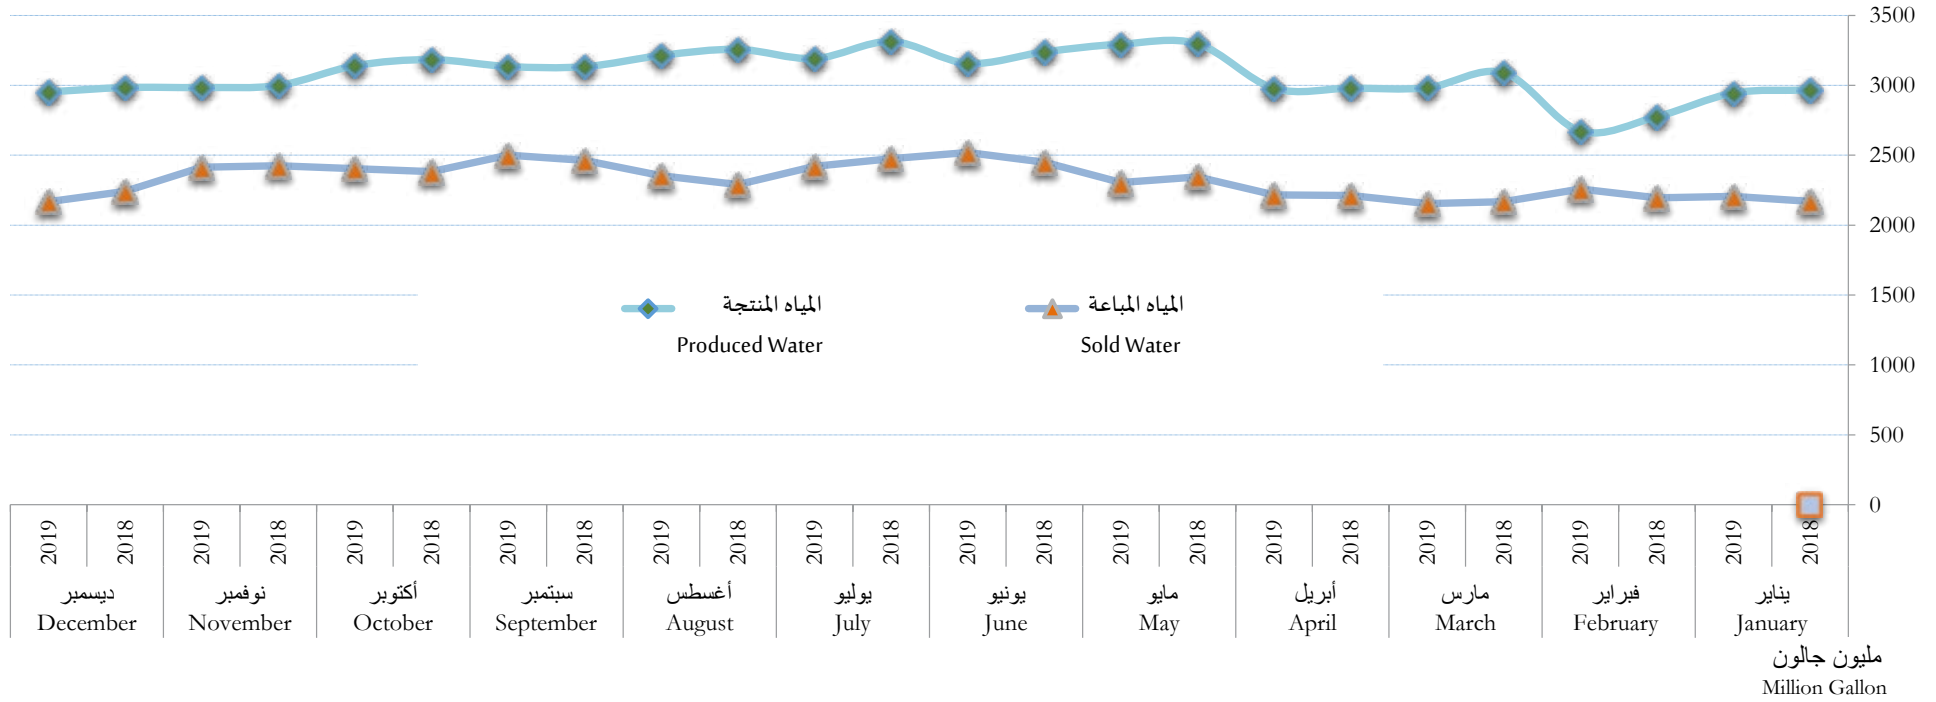 3500
3000
2500
2000
1500
1000
500
0
المياه المنتجة
Produced Water
المياه المباعة
Sold Water
2019 2018 2019 2018 2019 2018 2019 2018 2019 2018 2019 2018 2019 2018 2019 2018 2019 2018 2019 2018 2019 2018 2019 2018
ديسمبر نوفمبر أكتوبر سبتمبر أغسطس يوليو يونيو مايو أبريل مارس فبراير يناير
December November October September August July June May April March February January
مليون جالون
Million Gallon